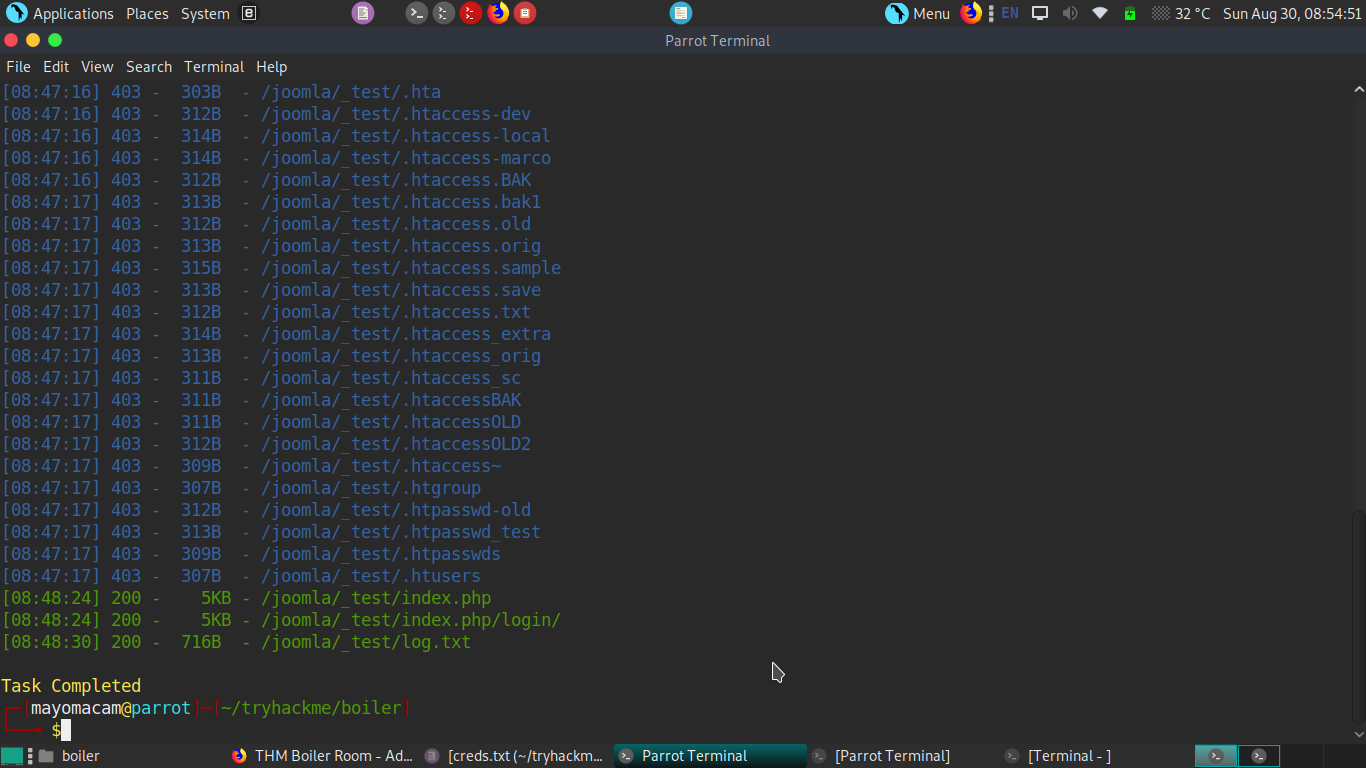 Applications Places System Menu EN 32 °C Sun Aug 30, 08:54:51
Parrot Terminal
File Edit View Search Terminal Help
[08:47:16] 403 -  303B  - /joomla/_test/.hta
[08:47:16] 403 -  312B  - /joomla/_test/.htaccess-dev
[08:47:16] 403 -  314B  - /joomla/_test/.htaccess-local
[08:47:16] 403 -  314B  - /joomla/_test/.htaccess-marco
[08:47:16] 403 -  312B  - /joomla/_test/.htaccess.BAK
[08:47:17] 403 -  313B  - /joomla/_test/.htaccess.bak1
[08:47:17] 403 -  312B  - /joomla/_test/.htaccess.old
[08:47:17] 403 -  313B  - /joomla/_test/.htaccess.orig
[08:47:17] 403 -  315B  - /joomla/_test/.htaccess.sample
[08:47:17] 403 -  313B  - /joomla/_test/.htaccess.save
[08:47:17] 403 -  312B  - /joomla/_test/.htaccess.txt
[08:47:17] 403 -  314B  - /joomla/_test/.htaccess_extra
[08:47:17] 403 -  313B  - /joomla/_test/.htaccess_orig
[08:47:17] 403 -  311B  - /joomla/_test/.htaccess_sc
[08:47:17] 403 -  311B  - /joomla/_test/.htaccessBAK
[08:47:17] 403 -  311B  - /joomla/_test/.htaccessOLD
[08:47:17] 403 -  312B  - /joomla/_test/.htaccessOLD2
[08:47:17] 403 -  309B  - /joomla/_test/.htaccess~
[08:47:17] 403 -  307B  - /joomla/_test/.htgroup
[08:47:17] 403 -  312B  - /joomla/_test/.htpasswd-old
[08:47:17] 403 -  313B  - /joomla/_test/.htpasswd_test
[08:47:17] 403 -  309B  - /joomla/_test/.htpasswds
[08:47:17] 403 -  307B  - /joomla/_test/.htusers
[08:48:24] 200 -    5KB - /joomla/_test/index.php
[08:48:24] 200 -    5KB - /joomla/_test/index.php/login/
[08:48:30] 200 -  716B  - /joomla/_test/log.txt
Task Completed
┌─[mayomacam@parrot]─[~/tryhackme/boiler]
└──╼ $
boiler THM Boiler Room - Ad... [creds.txt (~/tryhackm... Parrot Terminal [Parrot Terminal] [Terminal - ]